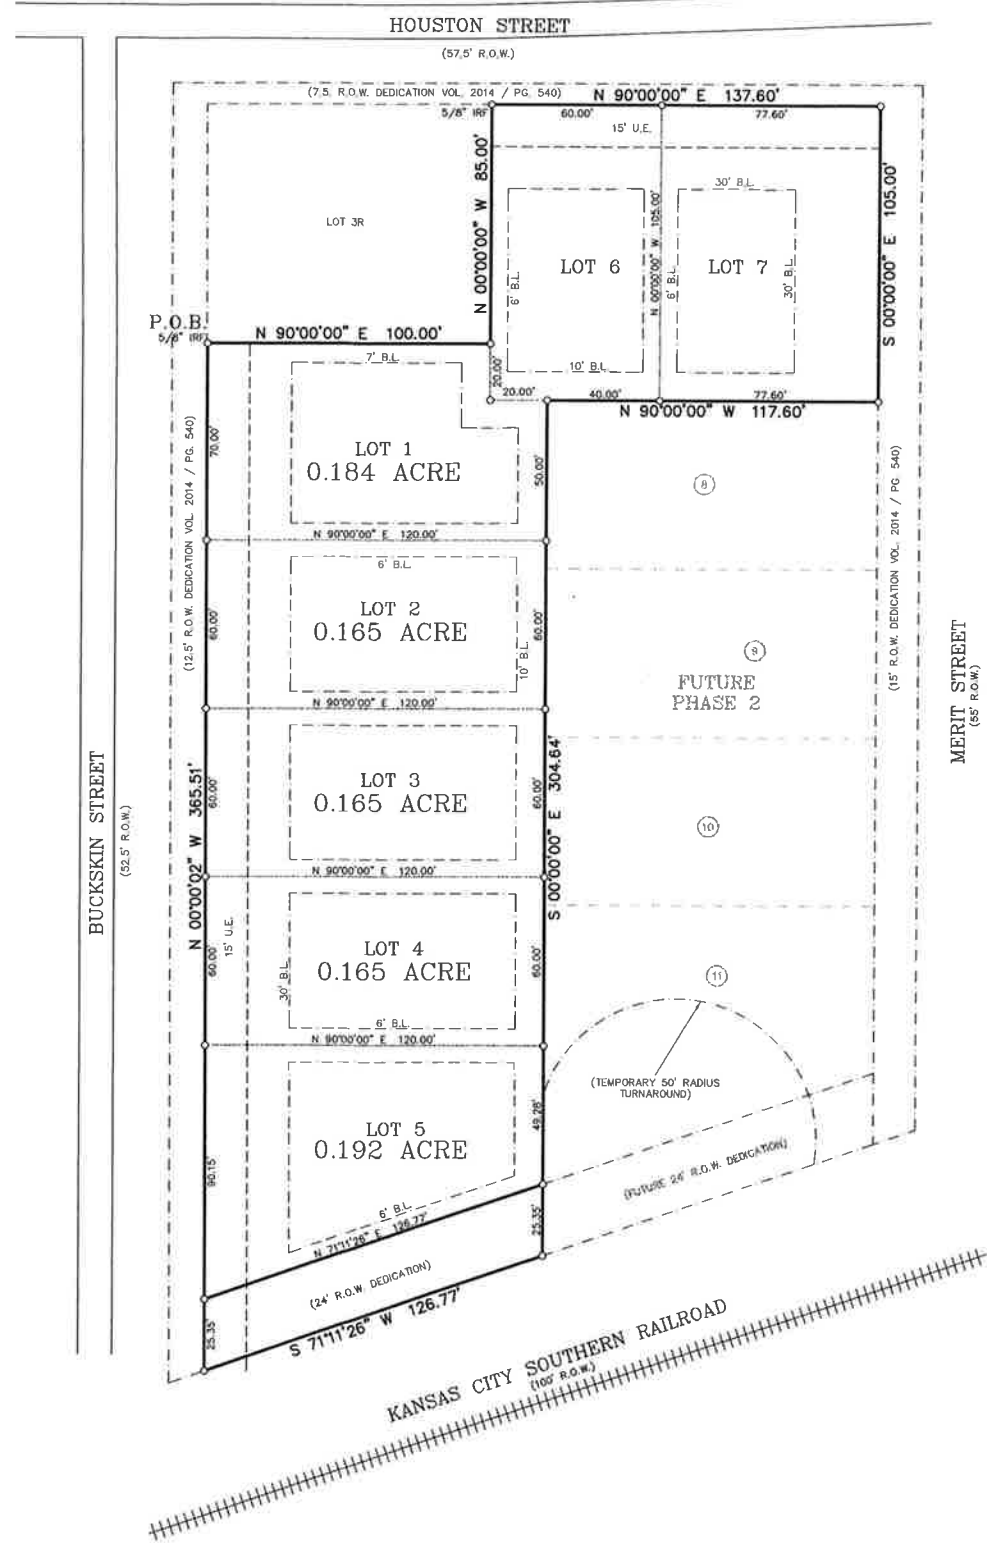 HOUSTON STREET
(57.5' R.O.W.)
(7.5 R.O.W. DEDICATION VOL. 2014 / PG 540)
N 90°00'00" E 137.60'
5/8" IRF
60.00'
77.60'
15' U.E.
N 00°00'00" W 85.00'
LOT 3R
30' B.L.
LOT 6
LOT 7
6' B.L.
N 00°00'00" W 105.00'
6' B.L.
30' B.L.
S 00°00'00" E 105.00'
10' B.L.
P.O.B.
5/8" IRF
N 90°00'00" E 100.00'
7' B.L.
20.00'
20.00'
40.00'
77.60'
N 90°00'00" W 117.60'
(12.5' R.O.W. DEDICATION VOL. 2014 / PG. 540)
70.00'
LOT 1
0.184 ACRE
50.00'
8
(15' R.O.W. DEDICATION VOL. 2014 / PG 540)
N 90°00'00" E 120.00'
6' B.L.
LOT 2
0.165 ACRE
60.00'
60.00'
10' B.L.
9
FUTURE
PHASE 2
MERIT STREET
(55' R.O.W.)
N 90°00'00" E 120.00'
N 00°00'02" W 365.51'
60.00'
LOT 3
0.165 ACRE
60.00'
S 00°00'00" E 304.64'
10
BUCKSKIN STREET
(52.5' R.O.W.)
N 90°00'00" E 120.00'
15' U.E.
60.00'
LOT 4
0.165 ACRE
30' B.L.
60.00'
11
6' B.L.
N 90°00'00" E 120.00'
(TEMPORARY 50' RADIUS
TURNAROUND)
LOT 5
0.192 ACRE
49.28'
90.15'
6' B.L.
N 71°11'26" E 126.77'
(FUTURE 24' R.O.W. DEDICATION)
25.35'
(24' R.O.W. DEDICATION)
25.35'
S 71°11'26" W 126.77'
KANSAS CITY SOUTHERN RAILROAD
(100' R.O.W.)